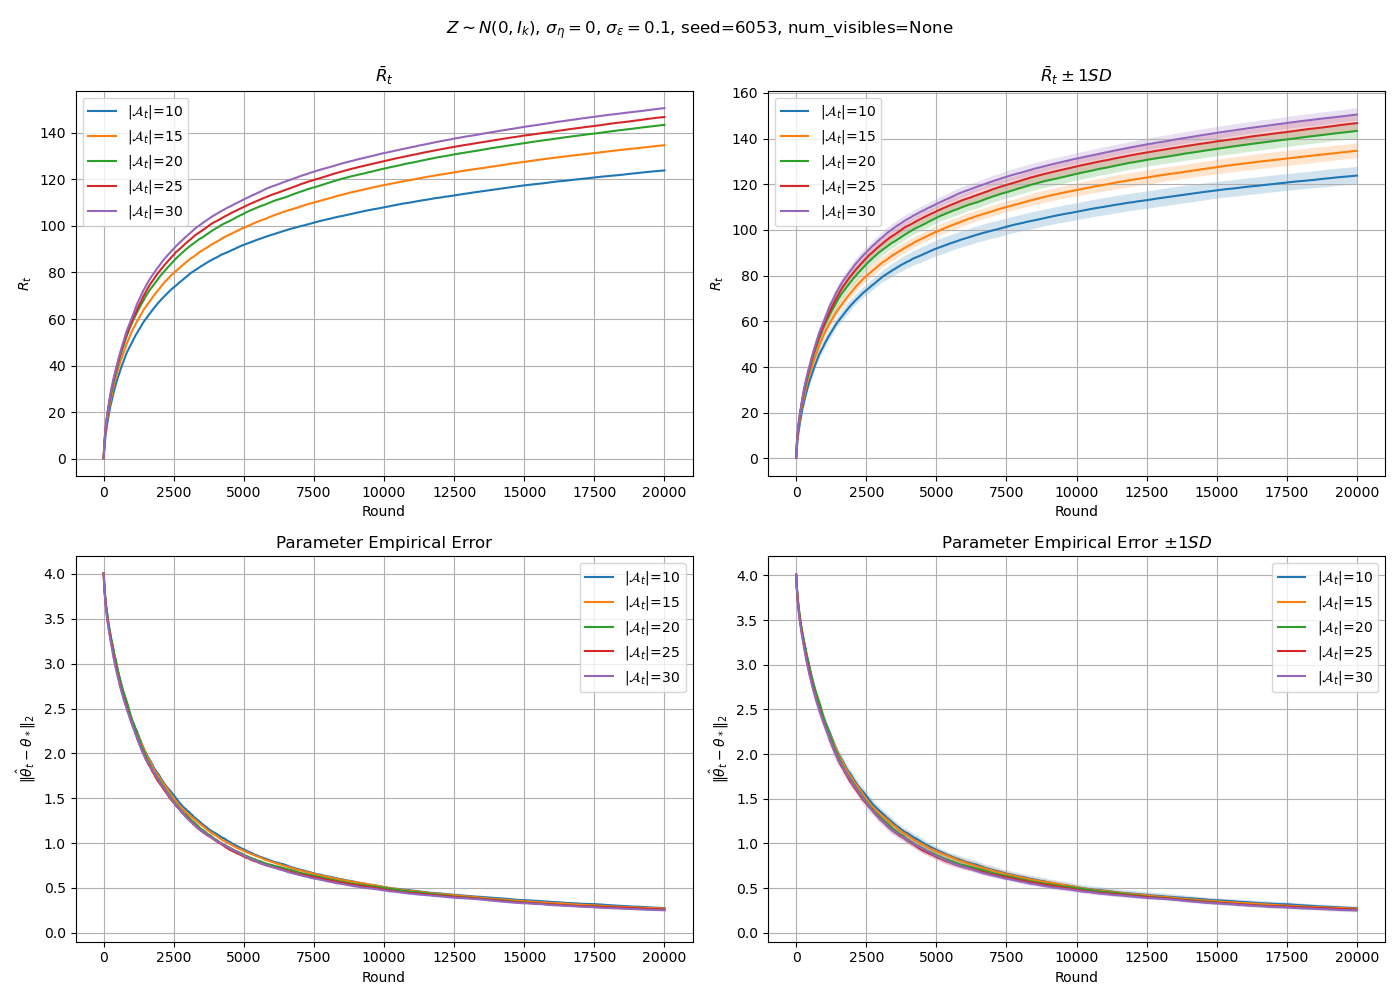 Z ∼ N(0, I_k), σ_η = 0, σ_ε = 0.1, seed=6053, num_visibles=None
R̄_t
R_t
140
120
100
80
60
40
20
0
|𝒜_t|=10
|𝒜_t|=15
|𝒜_t|=20
|𝒜_t|=25
|𝒜_t|=30
0 2500 5000 7500 10000 12500 15000 17500 20000
Round
R̄_t ± 1SD
R_t
160
140
120
100
80
60
40
20
0
|𝒜_t|=10
|𝒜_t|=15
|𝒜_t|=20
|𝒜_t|=25
|𝒜_t|=30
0 2500 5000 7500 10000 12500 15000 17500 20000
Round
Parameter Empirical Error
‖θ̂_t − θ_*‖_2
4.0
3.5
3.0
2.5
2.0
1.5
1.0
0.5
0.0
|𝒜_t|=10
|𝒜_t|=15
|𝒜_t|=20
|𝒜_t|=25
|𝒜_t|=30
0 2500 5000 7500 10000 12500 15000 17500 20000
Round
Parameter Empirical Error ±1SD
‖θ̂_t − θ_*‖_2
4.0
3.5
3.0
2.5
2.0
1.5
1.0
0.5
0.0
|𝒜_t|=10
|𝒜_t|=15
|𝒜_t|=20
|𝒜_t|=25
|𝒜_t|=30
0 2500 5000 7500 10000 12500 15000 17500 20000
Round